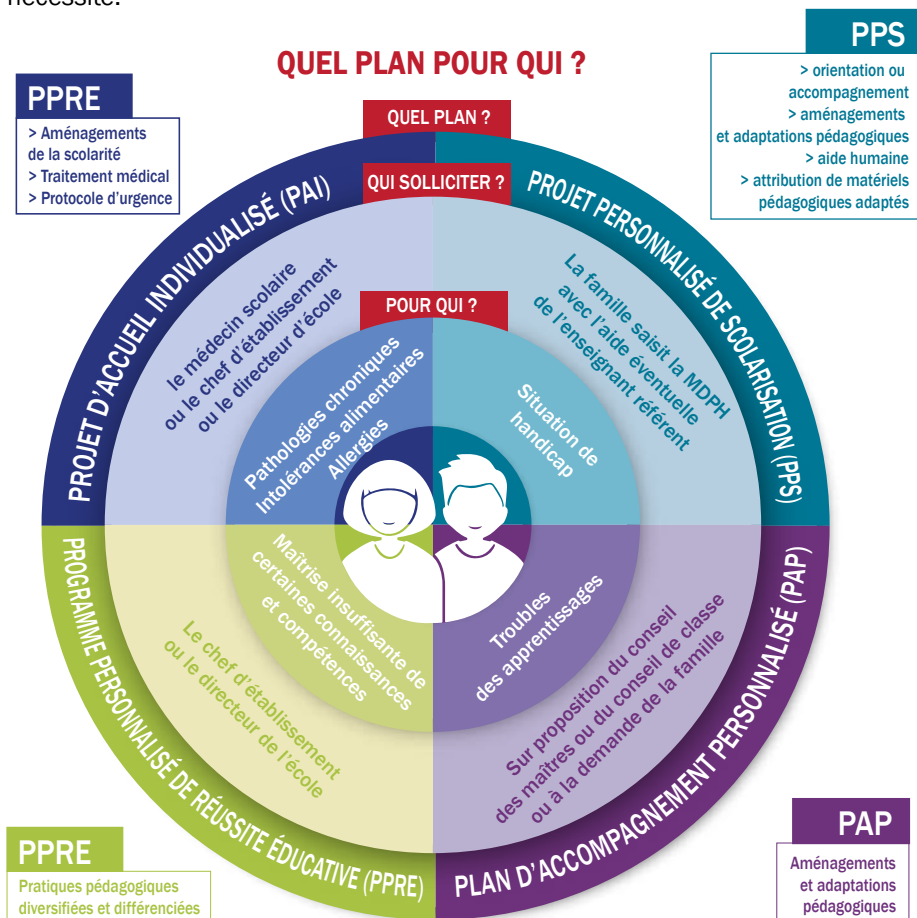 nécessité.
QUEL PLAN POUR QUI ?
PPRE
> Aménagements
de la scolarité
> Traitement médical
> Protocole d'urgence
PPS
> orientation ou
accompagnement
> aménagements
et adaptations pédagogiques
> aide humaine
> attribution de matériels
pédagogiques adaptés
QUEL PLAN ?
QUI SOLLICITER ?
POUR QUI ?
PROJET D'ACCUEIL INDIVIDUALISÉ (PAI)
le médecin scolaire
ou le chef d'établissement
ou le directeur d'école
Pathologies chroniques
Intolérances alimentaires
Allergies
PROJET PERSONNALISÉ DE SCOLARISATION (PPS)
La famille saisit la MDPH
avec l'aide éventuelle
de l'enseignant référent
Situation de
handicap
PROGRAMME PERSONNALISÉ DE RÉUSSITE ÉDUCATIVE (PPRE)
Le chef d'établissement
ou le directeur de l'école
Maîtrise insuffisante de
certaines connaissances
et compétences
PLAN D'ACCOMPAGNEMENT PERSONNALISÉ (PAP)
Sur proposition du conseil
des maîtres ou du conseil de classe
ou à la demande de la famille
Troubles
des apprentissages
PPRE
Pratiques pédagogiques
diversifiées et différenciées
PAP
Aménagements
et adaptations
pédagogiques